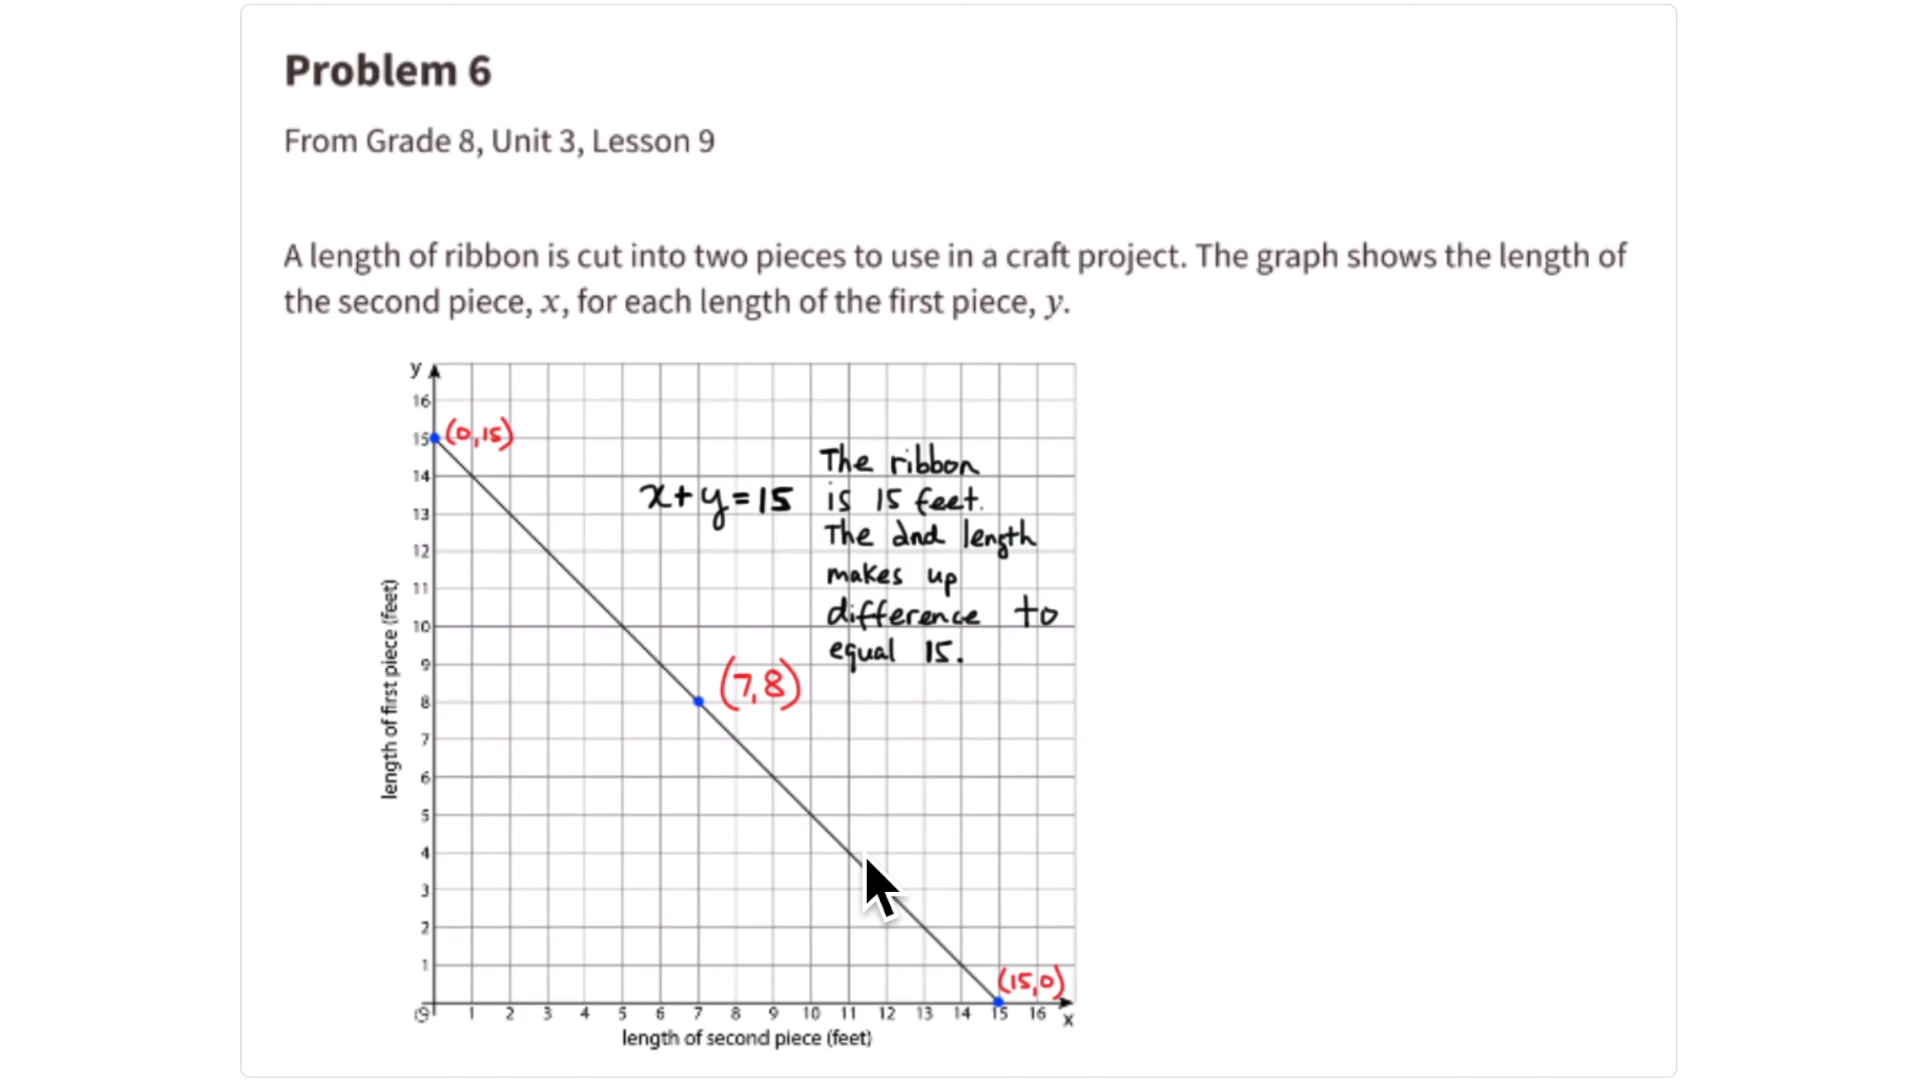 Problem 6
From Grade 8, Unit 3, Lesson 9
A length of ribbon is cut into two pieces to use in a craft project. The graph shows the length of
the second piece, x, for each length of the first piece, y.
y
16
15
14
13
12
11
10
9
8
7
6
5
4
3
2
1
length of first piece (feet)
(0,15)
x+y=15
The ribbon
is 15 feet.
The 2nd length
makes up
difference to
equal 15.
(7,8)
(15,0)
1 2 3 4 5 6 7 8 9 10 11 12 13 14 15 16 x
length of second piece (feet)